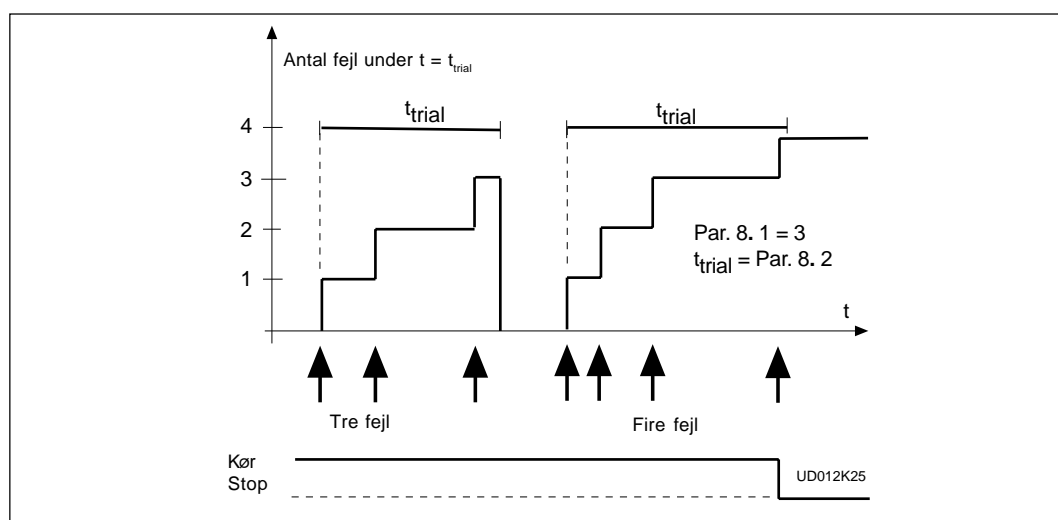 Antal fejl under t = t_trial
t_trial
t_trial
4
3
2
1
Par. 8. 1 = 3
t_trial = Par. 8. 2
t
Tre fejl
Fire fejl
Kør
Stop
UD012K25